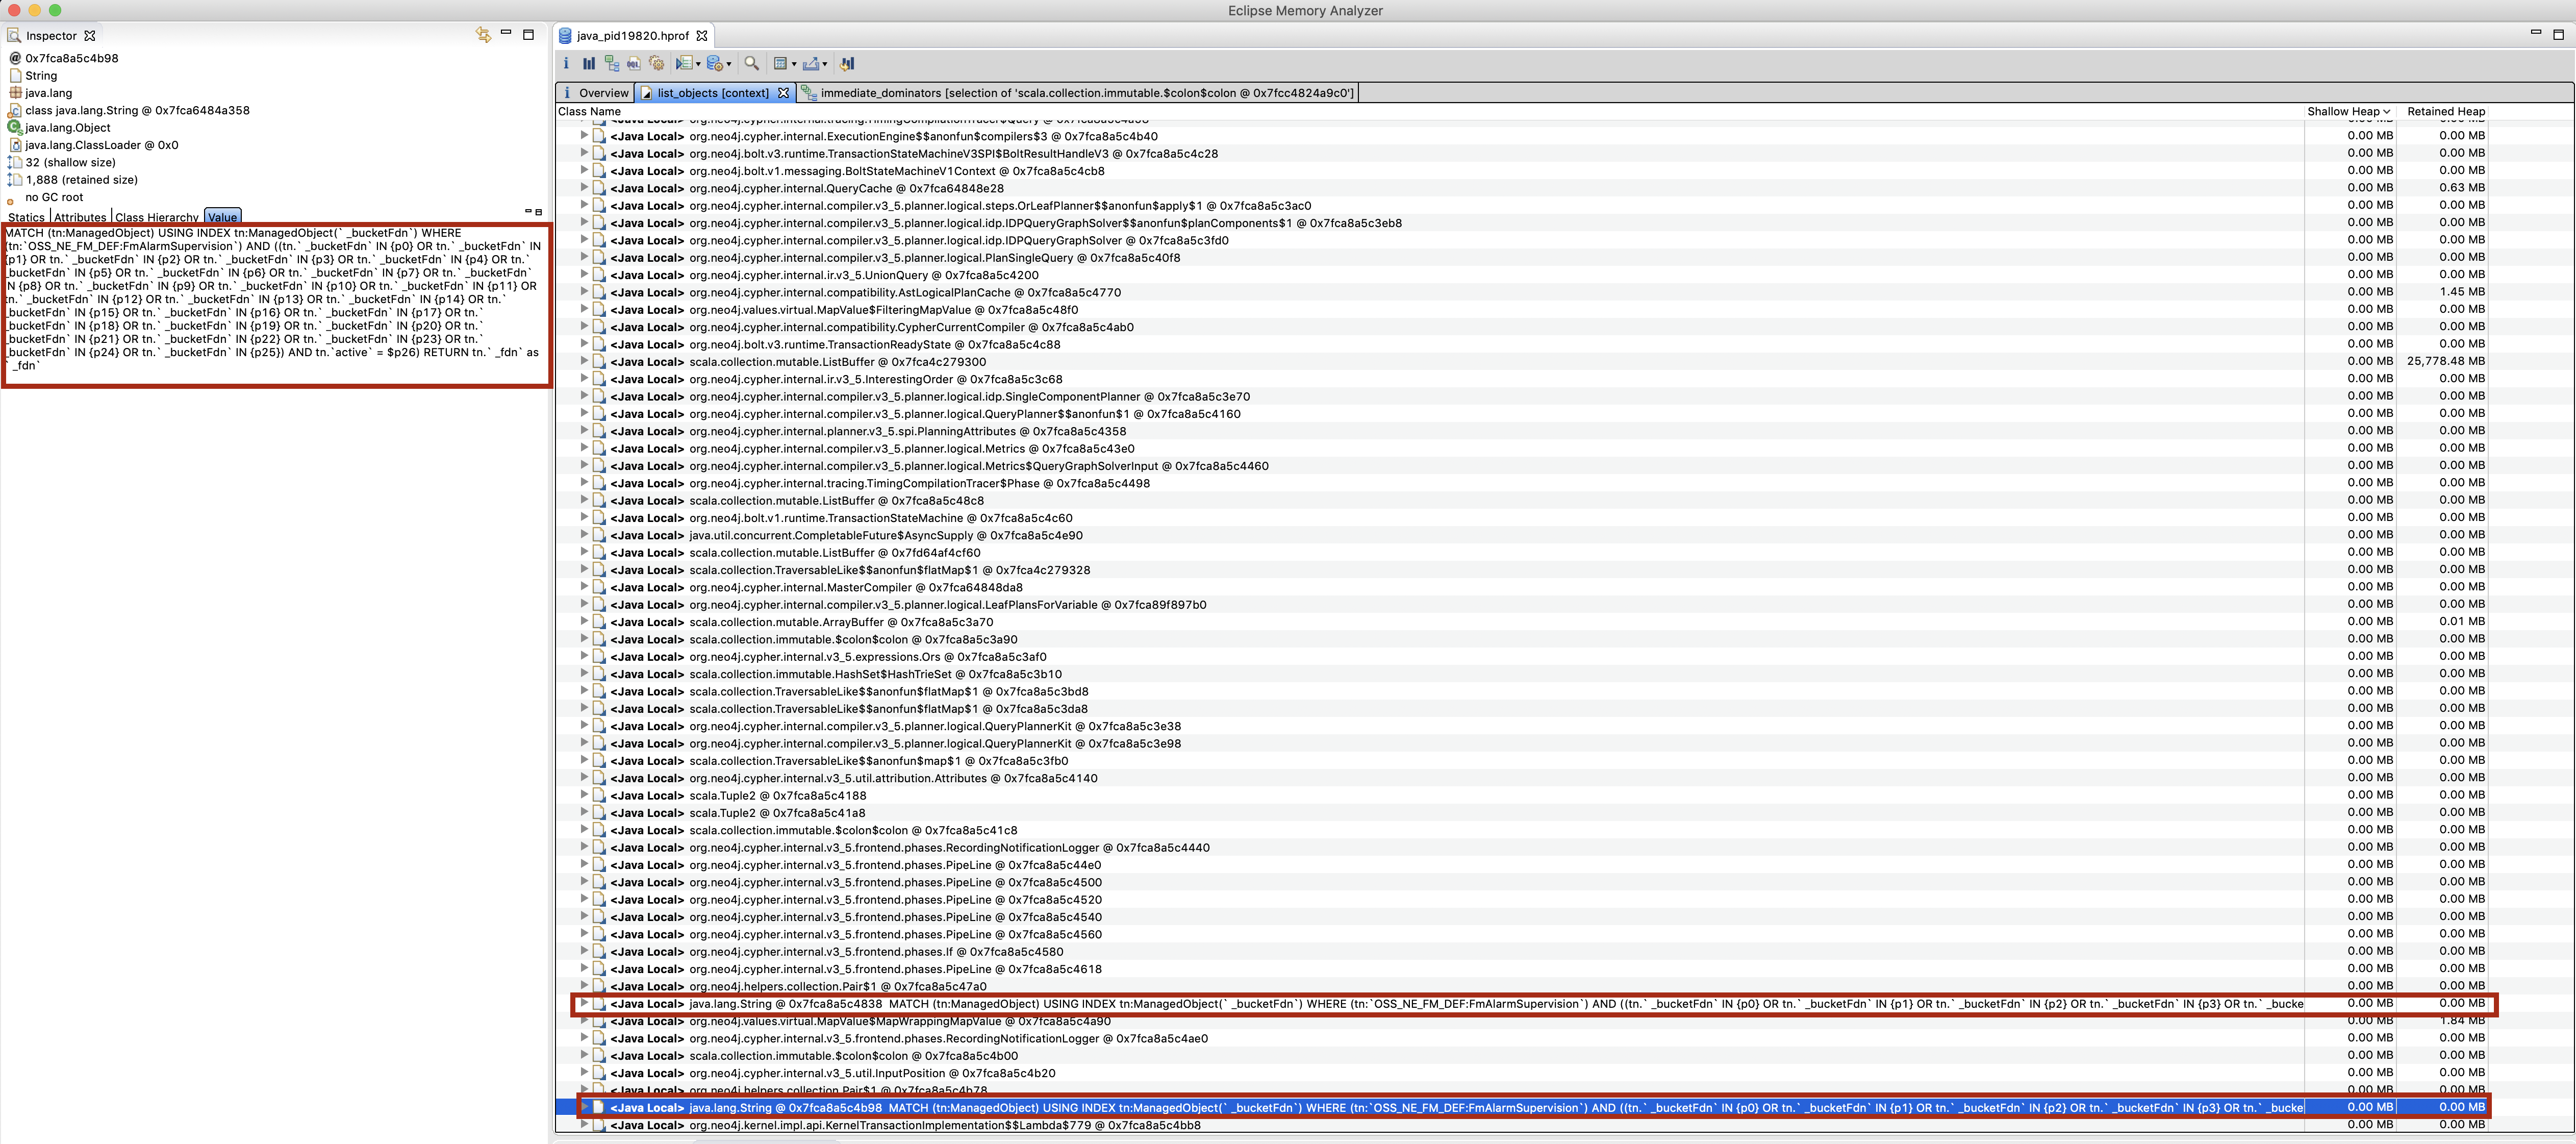 Eclipse Memory Analyzer
Inspector
@ 0x7fca8a5c4b98
String
java.lang
class java.lang.String @ 0x7fca6484a358
java.lang.Object
java.lang.ClassLoader @ 0x0
32 (shallow size)
1,888 (retained size)
no GC root
Statics Attributes Class Hierarchy Value
MATCH (tn:ManagedObject) USING INDEX tn:ManagedObject(` _bucketFdn`) WHERE
(tn:`OSS_NE_FM_DEF:FmAlarmSupervision`) AND ((tn.` _bucketFdn` IN {p0} OR tn.` _bucketFdn` IN
{p1} OR tn.` _bucketFdn` IN {p2} OR tn.` _bucketFdn` IN {p3} OR tn.` _bucketFdn` IN {p4} OR tn.`
_bucketFdn` IN {p5} OR tn.` _bucketFdn` IN {p6} OR tn.` _bucketFdn` IN {p7} OR tn.` _bucketFdn`
IN {p8} OR tn.` _bucketFdn` IN {p9} OR tn.` _bucketFdn` IN {p10} OR tn.` _bucketFdn` IN {p11} OR
tn.` _bucketFdn` IN {p12} OR tn.` _bucketFdn` IN {p13} OR tn.` _bucketFdn` IN {p14} OR tn.`
_bucketFdn` IN {p15} OR tn.` _bucketFdn` IN {p16} OR tn.` _bucketFdn` IN {p17} OR tn.`
_bucketFdn` IN {p18} OR tn.` _bucketFdn` IN {p19} OR tn.` _bucketFdn` IN {p20} OR tn.`
_bucketFdn` IN {p21} OR tn.` _bucketFdn` IN {p22} OR tn.` _bucketFdn` IN {p23} OR tn.`
_bucketFdn` IN {p24} OR tn.` _bucketFdn` IN {p25}) AND tn.`active` = $p26) RETURN tn.` _fdn` as
` _fdn`
java_pid19820.hprof
i Overview list_objects [context] immediate_dominators [selection of 'scala.collection.immutable.$colon$colon @ 0x7fcc4824a9c0']
Class Name Shallow Heap Retained Heap
<Java Local> org.neo4j.cypher.internal.ExecutionEngine$$anonfun$compilers$3 @ 0x7fca8a5c4b40 0.00 MB 0.00 MB
<Java Local> org.neo4j.bolt.v3.runtime.TransactionStateMachineV3SPI$BoltResultHandleV3 @ 0x7fca8a5c4c28 0.00 MB 0.00 MB
<Java Local> org.neo4j.bolt.v1.messaging.BoltStateMachineV1Context @ 0x7fca8a5c4cb8 0.00 MB 0.00 MB
<Java Local> org.neo4j.cypher.internal.QueryCache @ 0x7fca64848e28 0.00 MB 0.63 MB
<Java Local> org.neo4j.cypher.internal.compiler.v3_5.planner.logical.steps.OrLeafPlanner$$anonfun$apply$1 @ 0x7fca8a5c3ac0 0.00 MB 0.00 MB
<Java Local> org.neo4j.cypher.internal.compiler.v3_5.planner.logical.idp.IDPQueryGraphSolver$$anonfun$planComponents$1 @ 0x7fca8a5c3eb8 0.00 MB 0.00 MB
<Java Local> org.neo4j.cypher.internal.compiler.v3_5.planner.logical.idp.IDPQueryGraphSolver @ 0x7fca8a5c3fd0 0.00 MB 0.00 MB
<Java Local> org.neo4j.cypher.internal.compiler.v3_5.planner.logical.PlanSingleQuery @ 0x7fca8a5c40f8 0.00 MB 0.00 MB
<Java Local> org.neo4j.cypher.internal.ir.v3_5.UnionQuery @ 0x7fca8a5c4200 0.00 MB 0.00 MB
<Java Local> org.neo4j.cypher.internal.compatibility.AstLogicalPlanCache @ 0x7fca8a5c4770 0.00 MB 1.45 MB
<Java Local> org.neo4j.values.virtual.MapValue$FilteringMapValue @ 0x7fca8a5c48f0 0.00 MB 0.00 MB
<Java Local> org.neo4j.cypher.internal.compatibility.CypherCurrentCompiler @ 0x7fca8a5c4ab0 0.00 MB 0.00 MB
<Java Local> org.neo4j.bolt.v3.runtime.TransactionReadyState @ 0x7fca8a5c4c88 0.00 MB 0.00 MB
<Java Local> scala.collection.mutable.ListBuffer @ 0x7fca4c279300 0.00 MB 25,778.48 MB
<Java Local> org.neo4j.cypher.internal.ir.v3_5.InterestingOrder @ 0x7fca8a5c3c68 0.00 MB 0.00 MB
<Java Local> org.neo4j.cypher.internal.compiler.v3_5.planner.logical.idp.SingleComponentPlanner @ 0x7fca8a5c3e70 0.00 MB 0.00 MB
<Java Local> org.neo4j.cypher.internal.compiler.v3_5.planner.logical.QueryPlanner$$anonfun$1 @ 0x7fca8a5c4160 0.00 MB 0.00 MB
<Java Local> org.neo4j.cypher.internal.planner.v3_5.spi.PlanningAttributes @ 0x7fca8a5c4358 0.00 MB 0.00 MB
<Java Local> org.neo4j.cypher.internal.compiler.v3_5.planner.logical.Metrics @ 0x7fca8a5c43e0 0.00 MB 0.00 MB
<Java Local> org.neo4j.cypher.internal.compiler.v3_5.planner.logical.Metrics$QueryGraphSolverInput @ 0x7fca8a5c4460 0.00 MB 0.00 MB
<Java Local> org.neo4j.cypher.internal.tracing.TimingCompilationTracer$Phase @ 0x7fca8a5c4498 0.00 MB 0.00 MB
<Java Local> scala.collection.mutable.ListBuffer @ 0x7fca8a5c48c8 0.00 MB 0.00 MB
<Java Local> org.neo4j.bolt.v1.runtime.TransactionStateMachine @ 0x7fca8a5c4c60 0.00 MB 0.00 MB
<Java Local> java.util.concurrent.CompletableFuture$AsyncSupply @ 0x7fca8a5c4e90 0.00 MB 0.00 MB
<Java Local> scala.collection.mutable.ListBuffer @ 0x7fd64af4cf60 0.00 MB 0.00 MB
<Java Local> scala.collection.TraversableLike$$anonfun$flatMap$1 @ 0x7fca4c279328 0.00 MB 0.00 MB
<Java Local> org.neo4j.cypher.internal.MasterCompiler @ 0x7fca64848da8 0.00 MB 0.00 MB
<Java Local> org.neo4j.cypher.internal.compiler.v3_5.planner.logical.LeafPlansForVariable @ 0x7fca89f897b0 0.00 MB 0.00 MB
<Java Local> scala.collection.mutable.ArrayBuffer @ 0x7fca8a5c3a70 0.00 MB 0.01 MB
<Java Local> scala.collection.immutable.$colon$colon @ 0x7fca8a5c3a90 0.00 MB 0.00 MB
<Java Local> org.neo4j.cypher.internal.v3_5.expressions.Ors @ 0x7fca8a5c3af0 0.00 MB 0.00 MB
<Java Local> scala.collection.immutable.HashSet$HashTrieSet @ 0x7fca8a5c3b10 0.00 MB 0.00 MB
<Java Local> scala.collection.TraversableLike$$anonfun$flatMap$1 @ 0x7fca8a5c3bd8 0.00 MB 0.00 MB
<Java Local> scala.collection.TraversableLike$$anonfun$flatMap$1 @ 0x7fca8a5c3da8 0.00 MB 0.00 MB
<Java Local> org.neo4j.cypher.internal.compiler.v3_5.planner.logical.QueryPlannerKit @ 0x7fca8a5c3e38 0.00 MB 0.00 MB
<Java Local> org.neo4j.cypher.internal.compiler.v3_5.planner.logical.QueryPlannerKit @ 0x7fca8a5c3e98 0.00 MB 0.00 MB
<Java Local> scala.collection.TraversableLike$$anonfun$map$1 @ 0x7fca8a5c3fb0 0.00 MB 0.00 MB
<Java Local> org.neo4j.cypher.internal.v3_5.util.attribution.Attributes @ 0x7fca8a5c4140 0.00 MB 0.00 MB
<Java Local> scala.Tuple2 @ 0x7fca8a5c4188 0.00 MB 0.00 MB
<Java Local> scala.Tuple2 @ 0x7fca8a5c41a8 0.00 MB 0.00 MB
<Java Local> scala.collection.immutable.$colon$colon @ 0x7fca8a5c41c8 0.00 MB 0.00 MB
<Java Local> org.neo4j.cypher.internal.v3_5.frontend.phases.RecordingNotificationLogger @ 0x7fca8a5c4440 0.00 MB 0.00 MB
<Java Local> org.neo4j.cypher.internal.v3_5.frontend.phases.PipeLine @ 0x7fca8a5c44e0 0.00 MB 0.00 MB
<Java Local> org.neo4j.cypher.internal.v3_5.frontend.phases.PipeLine @ 0x7fca8a5c4500 0.00 MB 0.00 MB
<Java Local> org.neo4j.cypher.internal.v3_5.frontend.phases.PipeLine @ 0x7fca8a5c4520 0.00 MB 0.00 MB
<Java Local> org.neo4j.cypher.internal.v3_5.frontend.phases.PipeLine @ 0x7fca8a5c4540 0.00 MB 0.00 MB
<Java Local> org.neo4j.cypher.internal.v3_5.frontend.phases.PipeLine @ 0x7fca8a5c4560 0.00 MB 0.00 MB
<Java Local> org.neo4j.cypher.internal.v3_5.frontend.phases.If @ 0x7fca8a5c4580 0.00 MB 0.00 MB
<Java Local> org.neo4j.cypher.internal.v3_5.frontend.phases.PipeLine @ 0x7fca8a5c4618 0.00 MB 0.00 MB
<Java Local> org.neo4j.helpers.collection.Pair$1 @ 0x7fca8a5c47a0 0.00 MB 0.00 MB
<Java Local> java.lang.String @ 0x7fca8a5c4838 MATCH (tn:ManagedObject) USING INDEX tn:ManagedObject(` _bucketFdn`) WHERE (tn:`OSS_NE_FM_DEF:FmAlarmSupervision`) AND ((tn.` _bucketFdn` IN {p0} OR tn.` _bucketFdn` IN {p1} OR tn.` _bucketFdn` IN {p2} OR tn.` _bucketFdn` IN {p3} OR tn.` _bucke 0.00 MB 0.00 MB
<Java Local> org.neo4j.values.virtual.MapValue$MapWrappingMapValue @ 0x7fca8a5c4a90 0.00 MB 1.84 MB
<Java Local> org.neo4j.cypher.internal.v3_5.frontend.phases.RecordingNotificationLogger @ 0x7fca8a5c4ae0 0.00 MB 0.00 MB
<Java Local> scala.collection.immutable.$colon$colon @ 0x7fca8a5c4b00 0.00 MB 0.00 MB
<Java Local> org.neo4j.cypher.internal.v3_5.util.InputPosition @ 0x7fca8a5c4b20 0.00 MB 0.00 MB
<Java Local> org.neo4j.helpers.collection.Pair$1 @ 0x7fca8a5c4b78 0.00 MB 0.00 MB
<Java Local> java.lang.String @ 0x7fca8a5c4b98 MATCH (tn:ManagedObject) USING INDEX tn:ManagedObject(` _bucketFdn`) WHERE (tn:`OSS_NE_FM_DEF:FmAlarmSupervision`) AND ((tn.` _bucketFdn` IN {p0} OR tn.` _bucketFdn` IN {p1} OR tn.` _bucketFdn` IN {p2} OR tn.` _bucketFdn` IN {p3} OR tn.` _bucke 0.00 MB 0.00 MB
<Java Local> org.neo4j.kernel.impl.api.KernelTransactionImplementation$$Lambda$779 @ 0x7fca8a5c4bb8 0.00 MB 0.00 MB